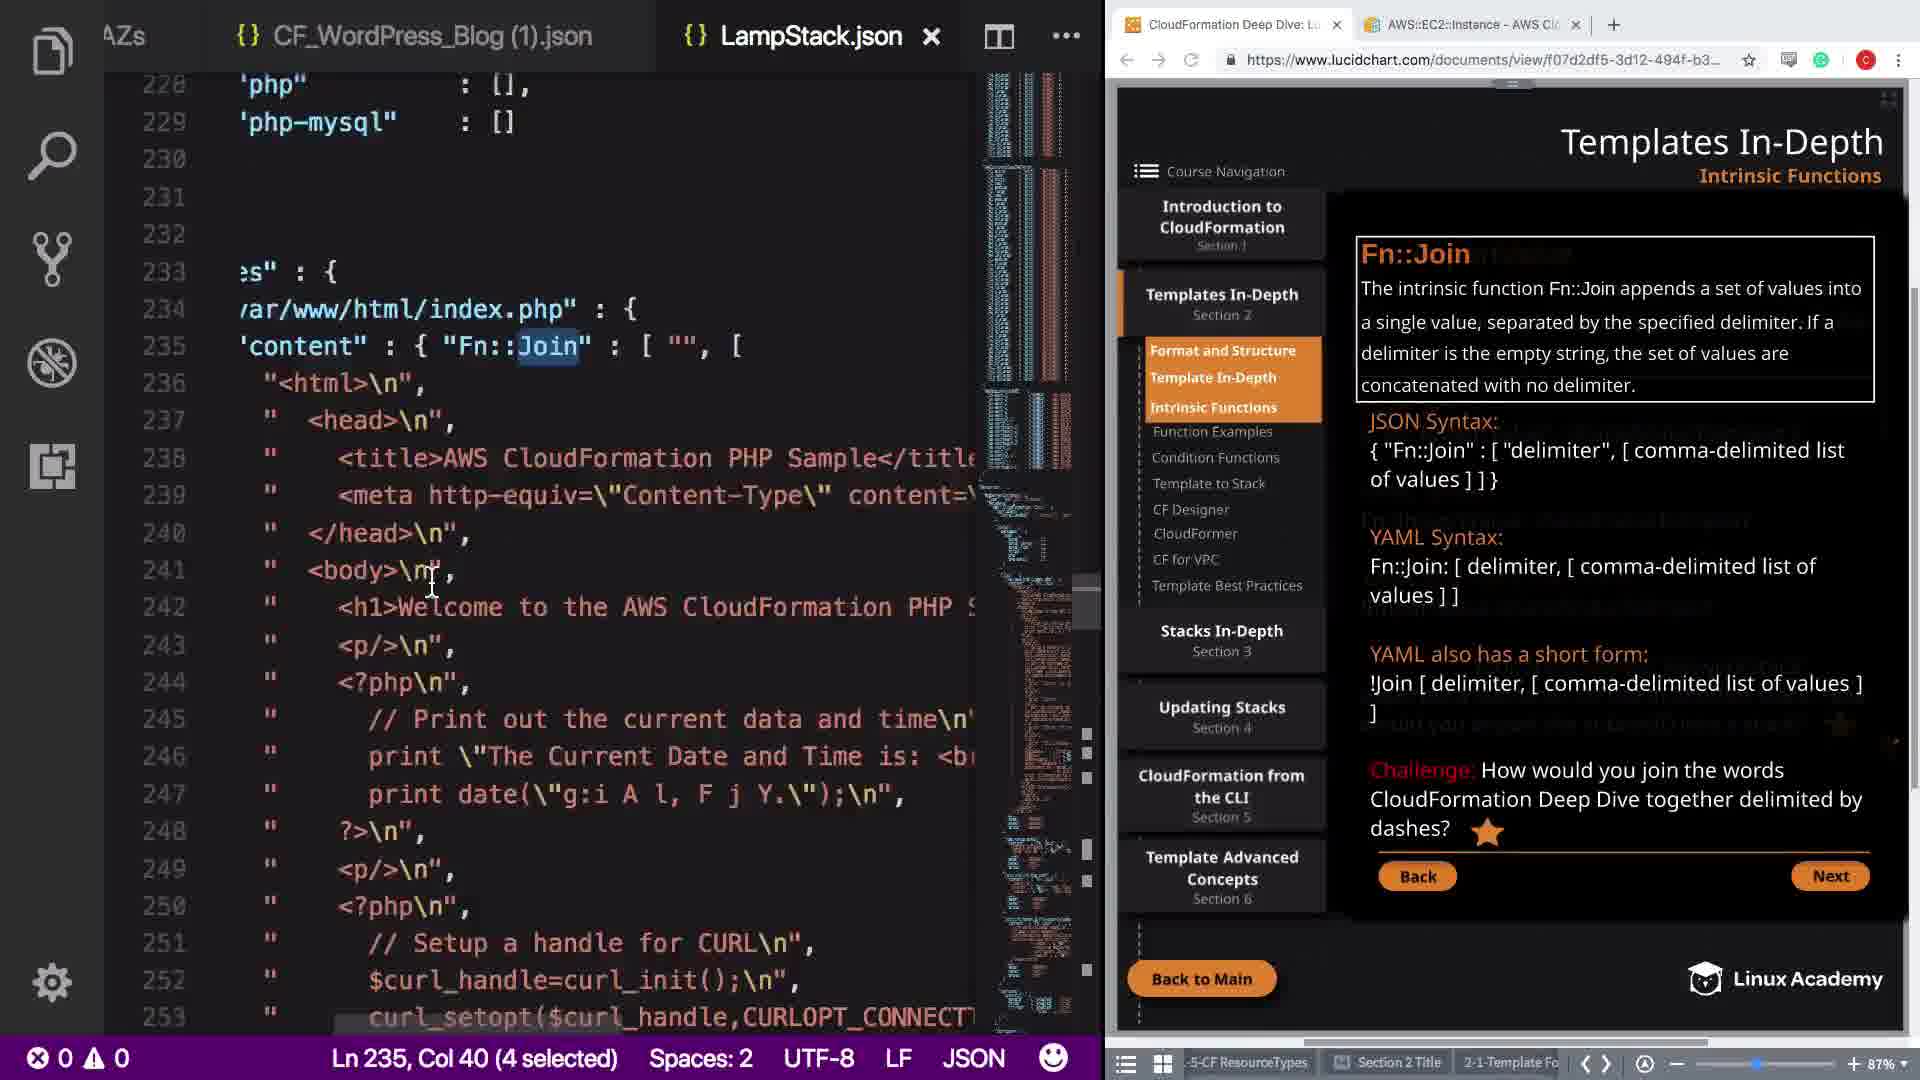 AZs
{} CF_WordPress_Blog (1).json
{} LampStack.json
228 "php" : [],
229 "php-mysql" : []
230
231
232
233 es" : {
234 var/www/html/index.php" : {
235 "content" : { "Fn::Join" : [ "", [
236 "<html>\n",
237 " <head>\n",
238 " <title>AWS CloudFormation PHP Sample</title
239 " <meta http-equiv=\"Content-Type\" content=\
240 " </head>\n",
241 " <body>\n",
242 " <h1>Welcome to the AWS CloudFormation PHP S
243 " <p/>\n",
244 " <?php\n",
245 " // Print out the current data and time\n"
246 " print \"The Current Date and Time is: <br
247 " print date(\"g:i A l, F j Y.\");\n",
248 " ?>\n",
249 " <p/>\n",
250 " <?php\n",
251 " // Setup a handle for CURL\n",
252 " $curl_handle=curl_init();\n",
253 " curl_setopt($curl_handle,CURLOPT_CONNECTT
0 0
Ln 235, Col 40 (4 selected)
Spaces: 2
UTF-8
LF
JSON
CloudFormation Deep Dive: Lu
AWS::EC2::Instance - AWS Clo
https://www.lucidchart.com/documents/view/f07d2df5-3d12-494f-b3...
C
Templates In-Depth
Intrinsic Functions
Course Navigation
Introduction to
CloudFormation
Section 1
Templates In-Depth
Section 2
Format and Structure
Template In-Depth
Intrinsic Functions
Function Examples
Condition Functions
Template to Stack
CF Designer
CloudFormer
CF for VPC
Template Best Practices
Stacks In-Depth
Section 3
Updating Stacks
Section 4
CloudFormation from
the CLI
Section 5
Template Advanced
Concepts
Section 6
Back to Main
Fn::Join
The intrinsic function Fn::Join appends a set of values into
a single value, separated by the specified delimiter. If a
delimiter is the empty string, the set of values are
concatenated with no delimiter.
JSON Syntax:
{ "Fn::Join" : [ "delimiter", [ comma-delimited list
of values ] ] }
YAML Syntax:
Fn::Join: [ delimiter, [ comma-delimited list of
values ] ]
YAML also has a short form:
!Join [ delimiter, [ comma-delimited list of values ]
]
Challenge: How would you join the words
CloudFormation Deep Dive together delimited by
dashes?
Back
Next
Linux Academy
-5-CF ResourceTypes
Section 2 Title
2-1-Template Fo
87%